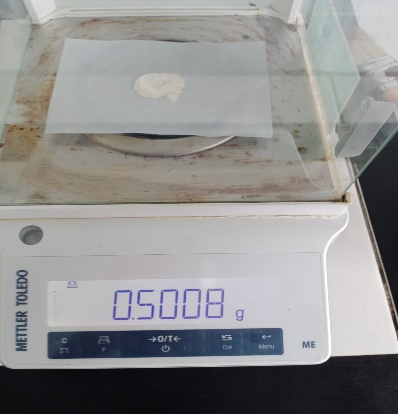 METTLER TOLEDO
0.5008 g
C
F
→0/T←
Cal
Menu
ME